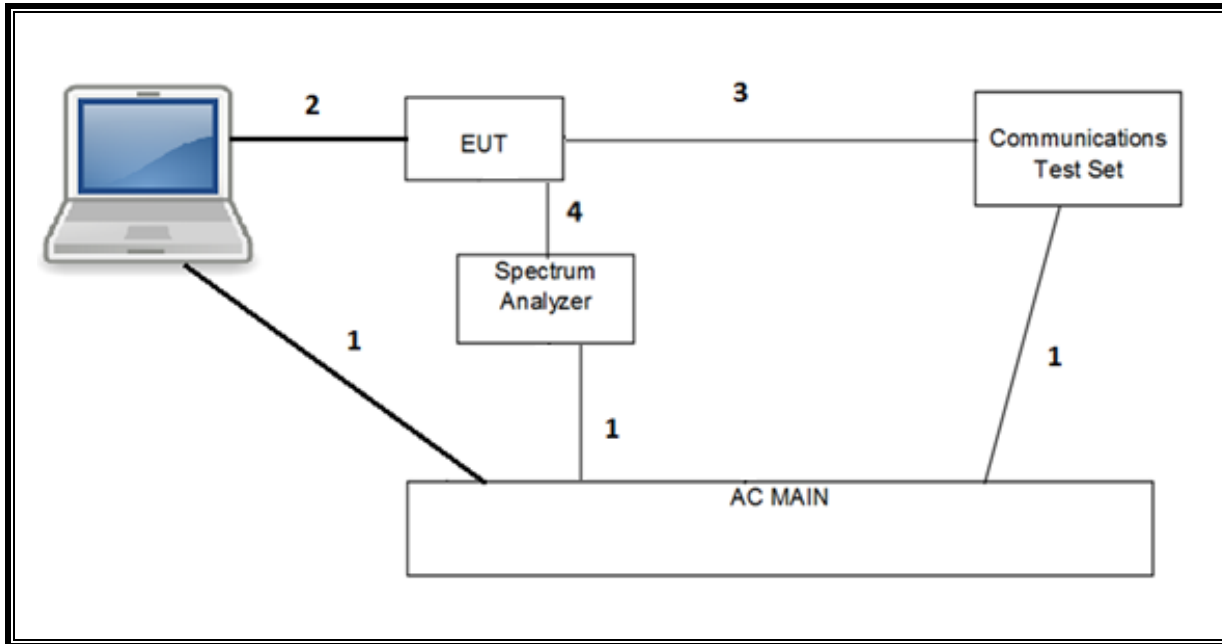 2
3
EUT
Communications
Test Set
4
Spectrum
Analyzer
1
1
1
AC MAIN